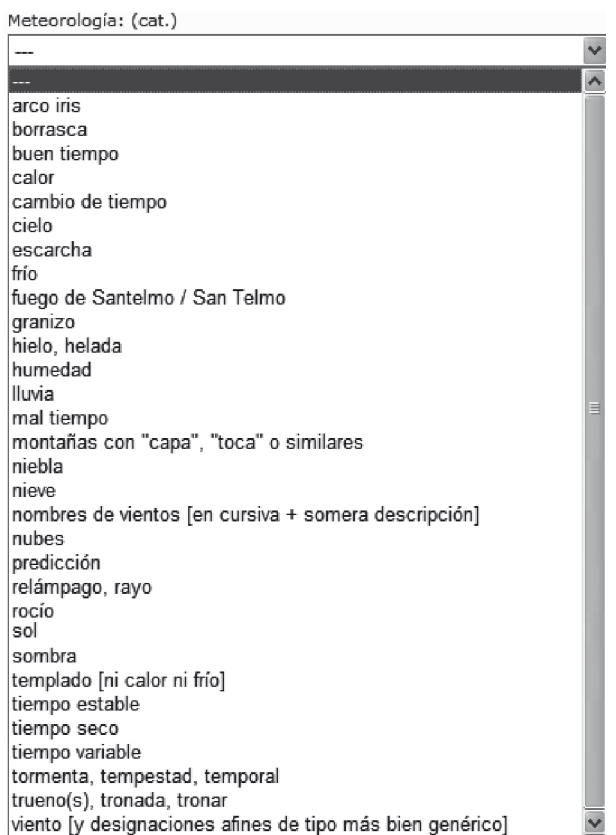 Meteorología: (cat.)
---
---
arco iris
borrasca
buen tiempo
calor
cambio de tiempo
cielo
escarcha
frío
fuego de Santelmo / San Telmo
granizo
hielo, helada
humedad
lluvia
mal tiempo
montañas con "capa", "toca" o similares
niebla
nieve
nombres de vientos [en cursiva + somera descripción]
nubes
predicción
relámpago, rayo
rocío
sol
sombra
templado [ni calor ni frío]
tiempo estable
tiempo seco
tiempo variable
tormenta, tempestad, temporal
trueno(s), tronada, tronar
viento [y designaciones afines de tipo más bien genérico]